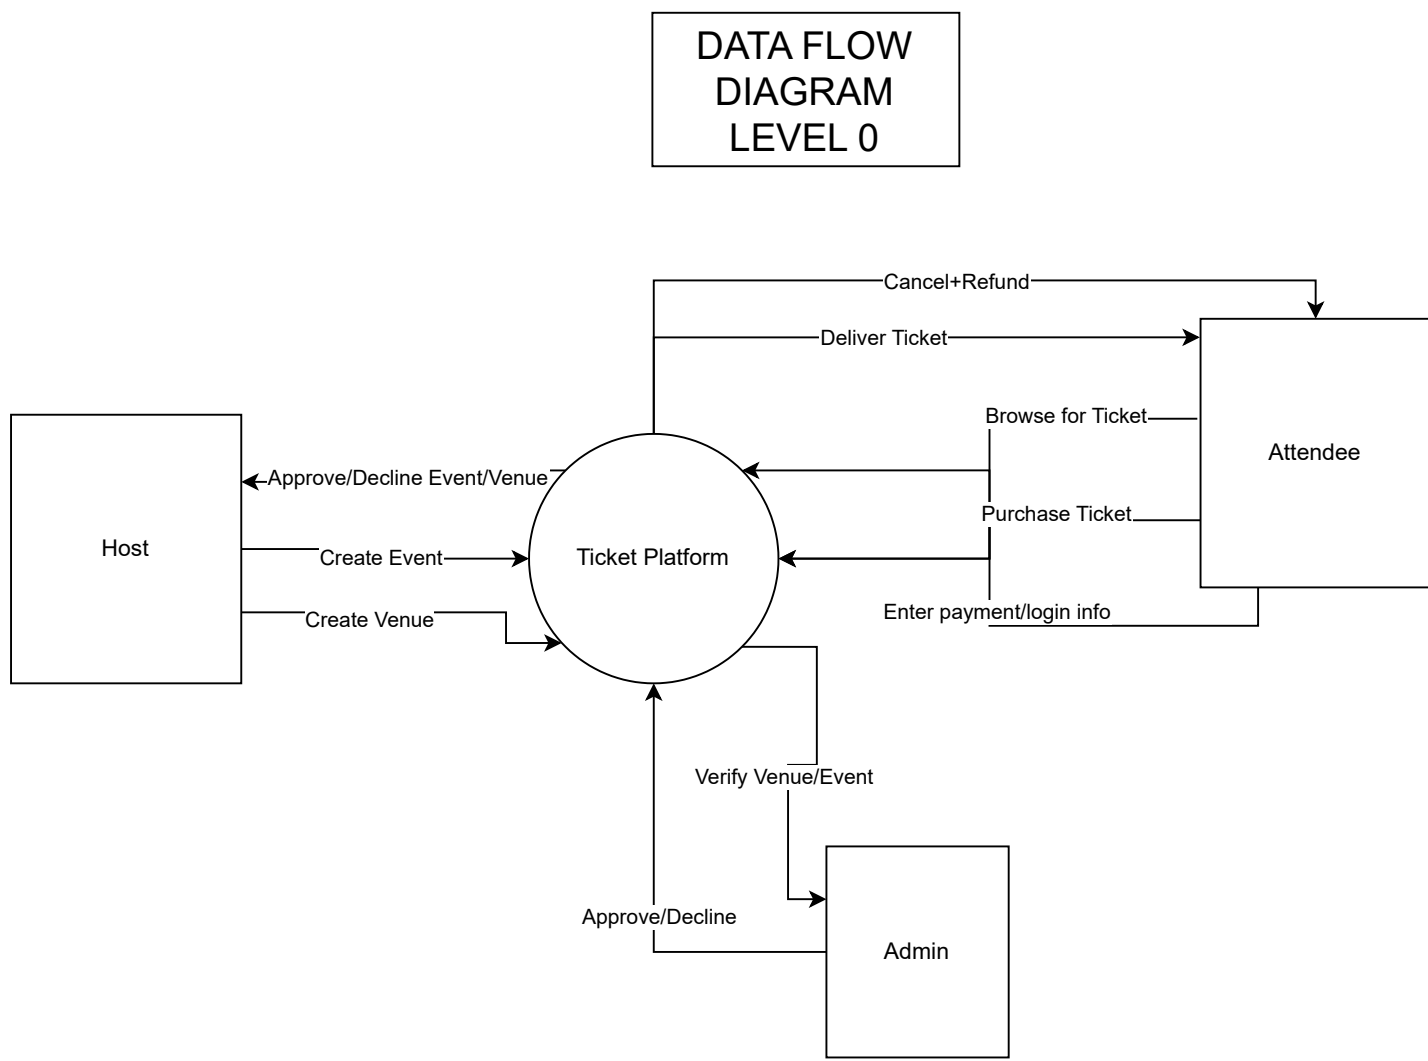 DATA FLOW
DIAGRAM
LEVEL 0
Cancel+Refund
Deliver Ticket
Browse for Ticket
Attendee
Approve/Decline Event/Venue
Purchase Ticket
Host
Create Event
Ticket Platform
Create Venue
Enter payment/login info
Verify Venue/Event
Approve/Decline
Admin